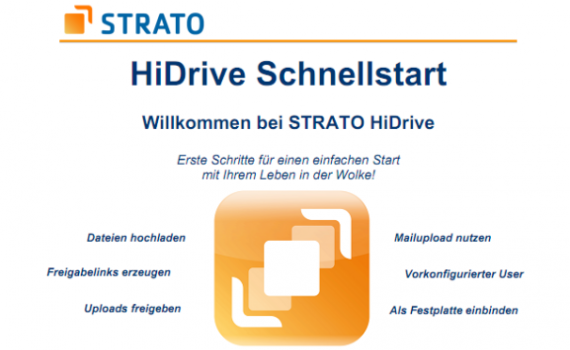 STRATO
HiDrive Schnellstart
Willkommen bei STRATO HiDrive
Erste Schritte für einen einfachen Start
mit Ihrem Leben in der Wolke!
Dateien hochladen
Freigabelinks erzeugen
Uploads freigeben
Mailupload nutzen
Vorkonfigurierter User
Als Festplatte einbinden